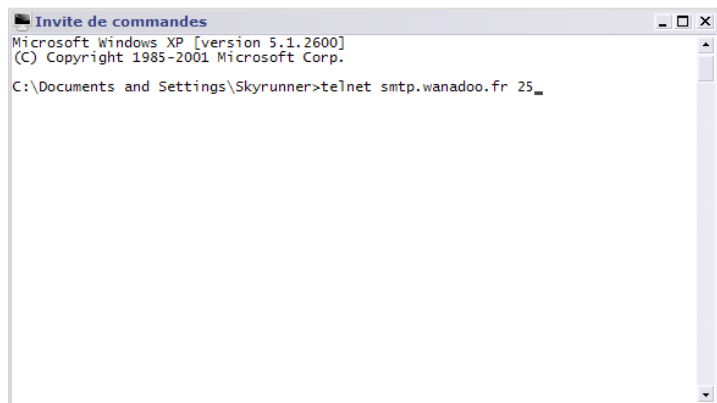 Invite de commandes
Microsoft Windows XP [version 5.1.2600]
(C) Copyright 1985-2001 Microsoft Corp.
C:\Documents and Settings\Skyrunner>telnet smtp.wanadoo.fr 25_